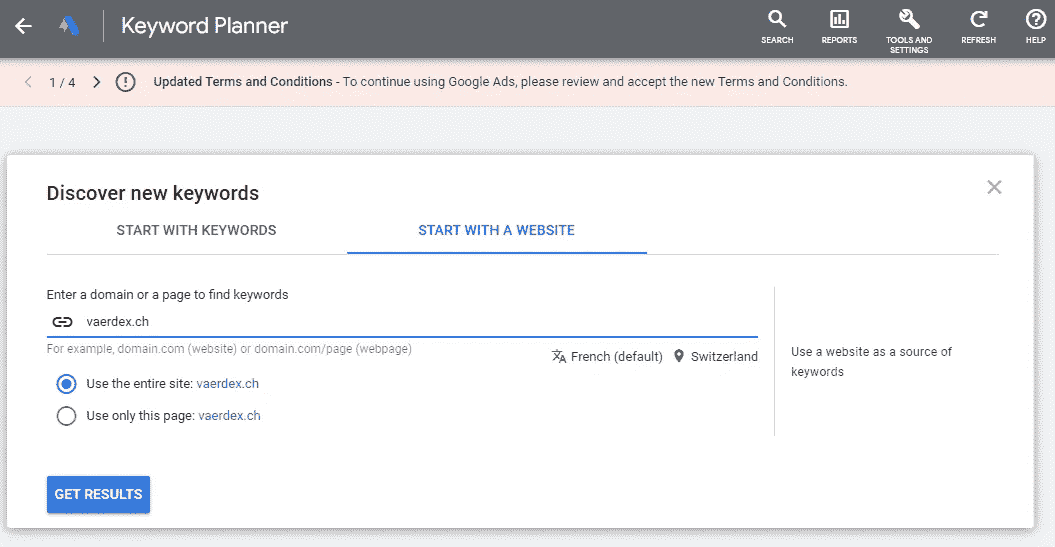 Keyword Planner
SEARCH
REPORTS
TOOLS AND
SETTINGS
REFRESH
HELP
1 / 4
Updated Terms and Conditions - To continue using Google Ads, please review and accept the new Terms and Conditions.
Discover new keywords
START WITH KEYWORDS
START WITH A WEBSITE
Enter a domain or a page to find keywords
vaerdex.ch
For example, domain.com (website) or domain.com/page (webpage)
French (default)
Switzerland
Use the entire site: vaerdex.ch
Use only this page: vaerdex.ch
Use a website as a source of
keywords
GET RESULTS